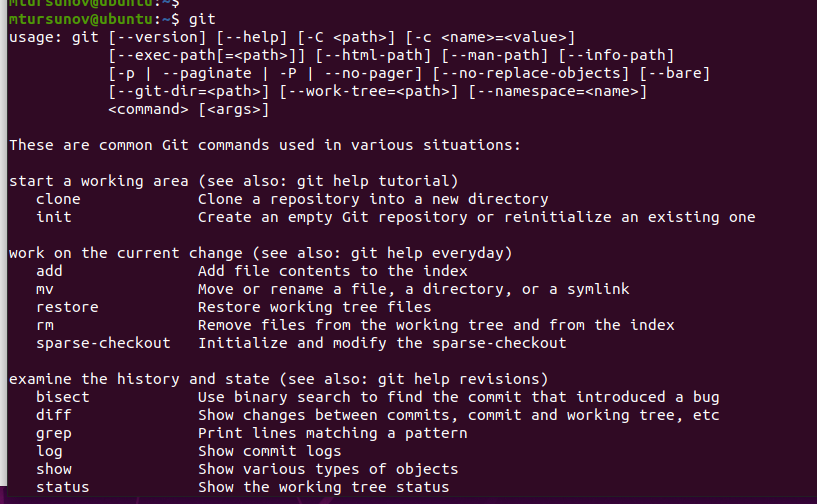 mtursunov@ubuntu:~$
mtursunov@ubuntu:~$ git
usage: git [--version] [--help] [-C <path>] [-c <name>=<value>]
           [--exec-path[=<path>]] [--html-path] [--man-path] [--info-path]
           [-p | --paginate | -P | --no-pager] [--no-replace-objects] [--bare]
           [--git-dir=<path>] [--work-tree=<path>] [--namespace=<name>]
           <command> [<args>]

These are common Git commands used in various situations:

start a working area (see also: git help tutorial)
   clone             Clone a repository into a new directory
   init              Create an empty Git repository or reinitialize an existing one

work on the current change (see also: git help everyday)
   add               Add file contents to the index
   mv                Move or rename a file, a directory, or a symlink
   restore           Restore working tree files
   rm                Remove files from the working tree and from the index
   sparse-checkout   Initialize and modify the sparse-checkout

examine the history and state (see also: git help revisions)
   bisect            Use binary search to find the commit that introduced a bug
   diff              Show changes between commits, commit and working tree, etc
   grep              Print lines matching a pattern
   log               Show commit logs
   show              Show various types of objects
   status            Show the working tree status